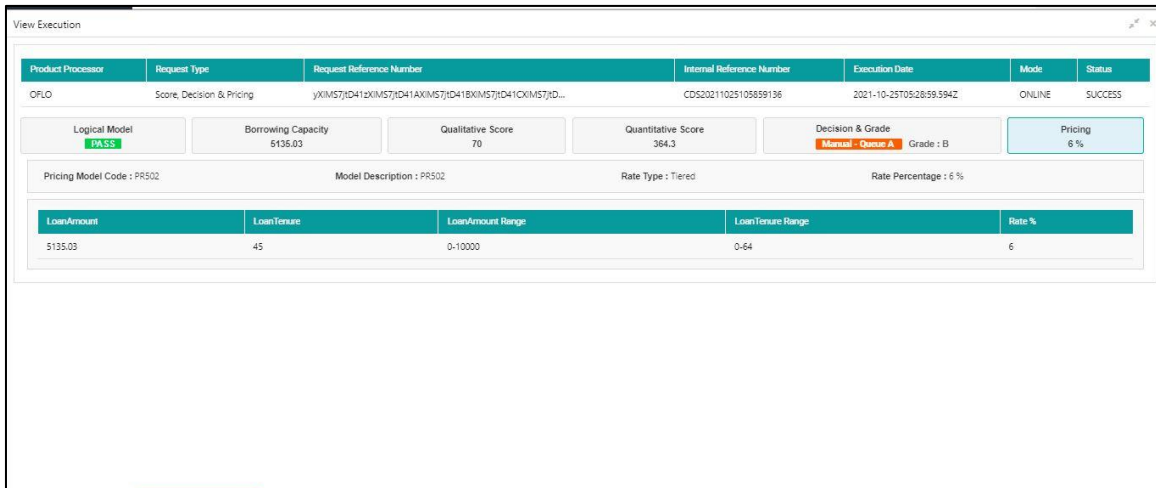 View Execution
Product Processor Request Type Request Reference Number Internal Reference Number Execution Date Mode Status
OFLO Score, Decision & Pricing yXIMS7jtD41zXIMS7jtD41AXIMS7jtD41BXIMS7jtD41CXIMS7jtD... CDS20211025105859136 2021-10-25T05:28:59.594Z ONLINE SUCCESS
Logical Model Borrowing Capacity Qualitative Score Quantitative Score Decision & Grade Pricing
PASS 5135.03 70 364.3 Manual - Queue A Grade : B 6 %
Pricing Model Code : PR502 Model Description : PR502 Rate Type : Tiered Rate Percentage : 6 %
LoanAmount LoanTenure LoanAmount Range LoanTenure Range Rate %
5135.03 45 0-10000 0-64 6